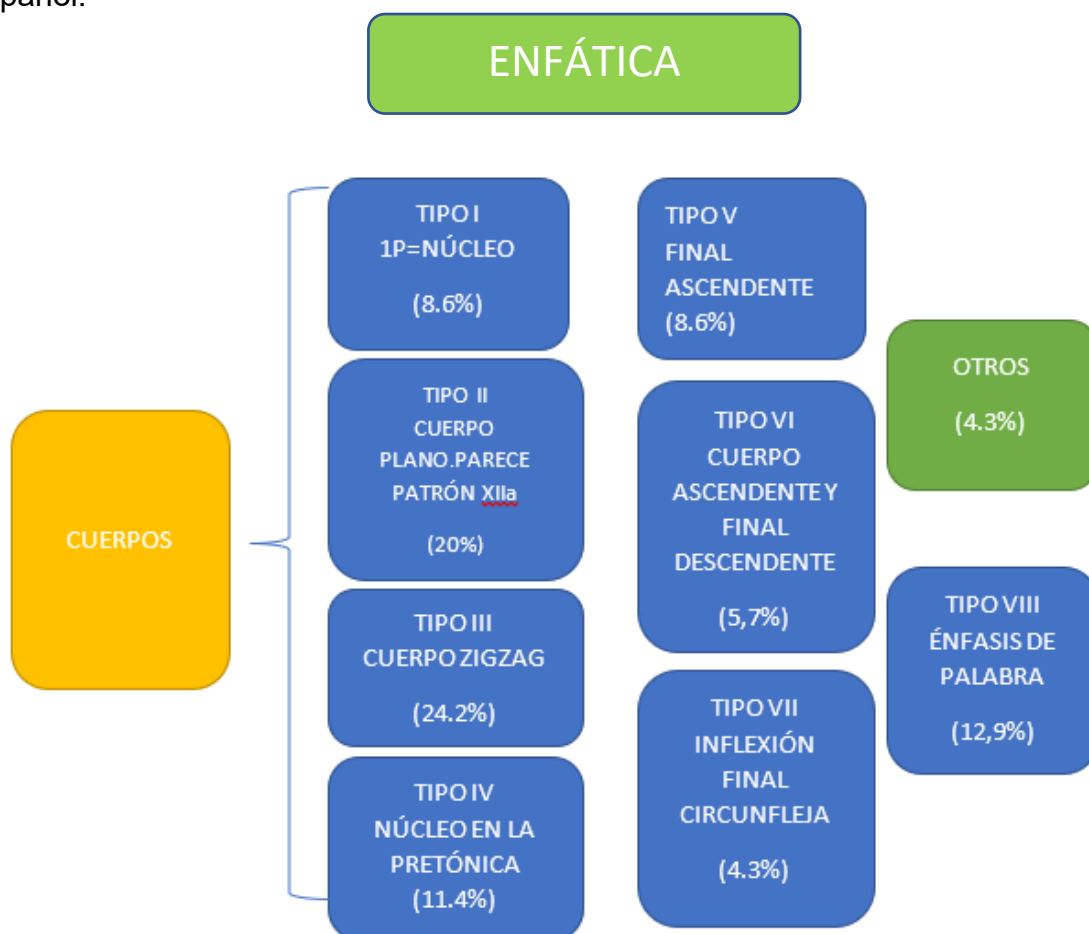 pañol.
ENFÁTICA
CUERPOS
TIPO I
1P=NÚCLEO
(8.6%)
TIPO II
CUERPO
PLANO.PARECE
PATRÓN XIIa
(20%)
TIPO III
CUERPO ZIGZAG
(24.2%)
TIPO IV
NÚCLEO EN LA
PRETÓNICA
(11.4%)
TIPO V
FINAL
ASCENDENTE
(8.6%)
TIPO VI
CUERPO
ASCENDENTE Y
FINAL
DESCENDENTE
(5,7%)
TIPO VII
INFLEXIÓN
FINAL
CIRCUNFLEJA
(4.3%)
OTROS
(4.3%)
TIPO VIII
ÉNFASIS DE
PALABRA
(12,9%)